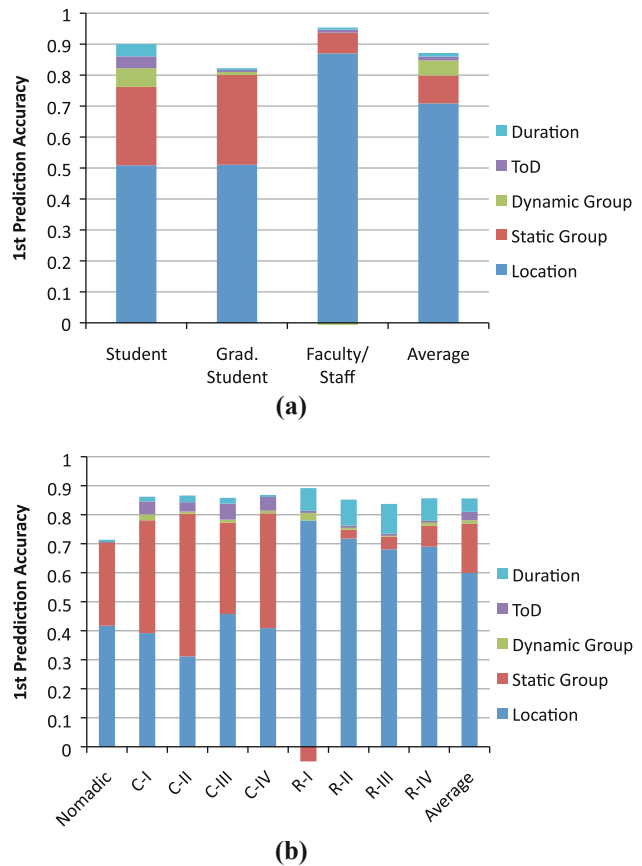 1st Prediction Accuracy
1
0.9
0.8
0.7
0.6
0.5
0.4
0.3
0.2
0.1
0
Student
Grad.
Student
Faculty/
Staff
Average
Duration
ToD
Dynamic Group
Static Group
Location
(a)
1st Preddiction Accuracy
1
0.9
0.8
0.7
0.6
0.5
0.4
0.3
0.2
0.1
0
Nomadic
C-I
C-II
C-III
C-IV
R-I
R-II
R-III
R-IV
Average
Duration
ToD
Dynamic Group
Static Group
Location
(b)